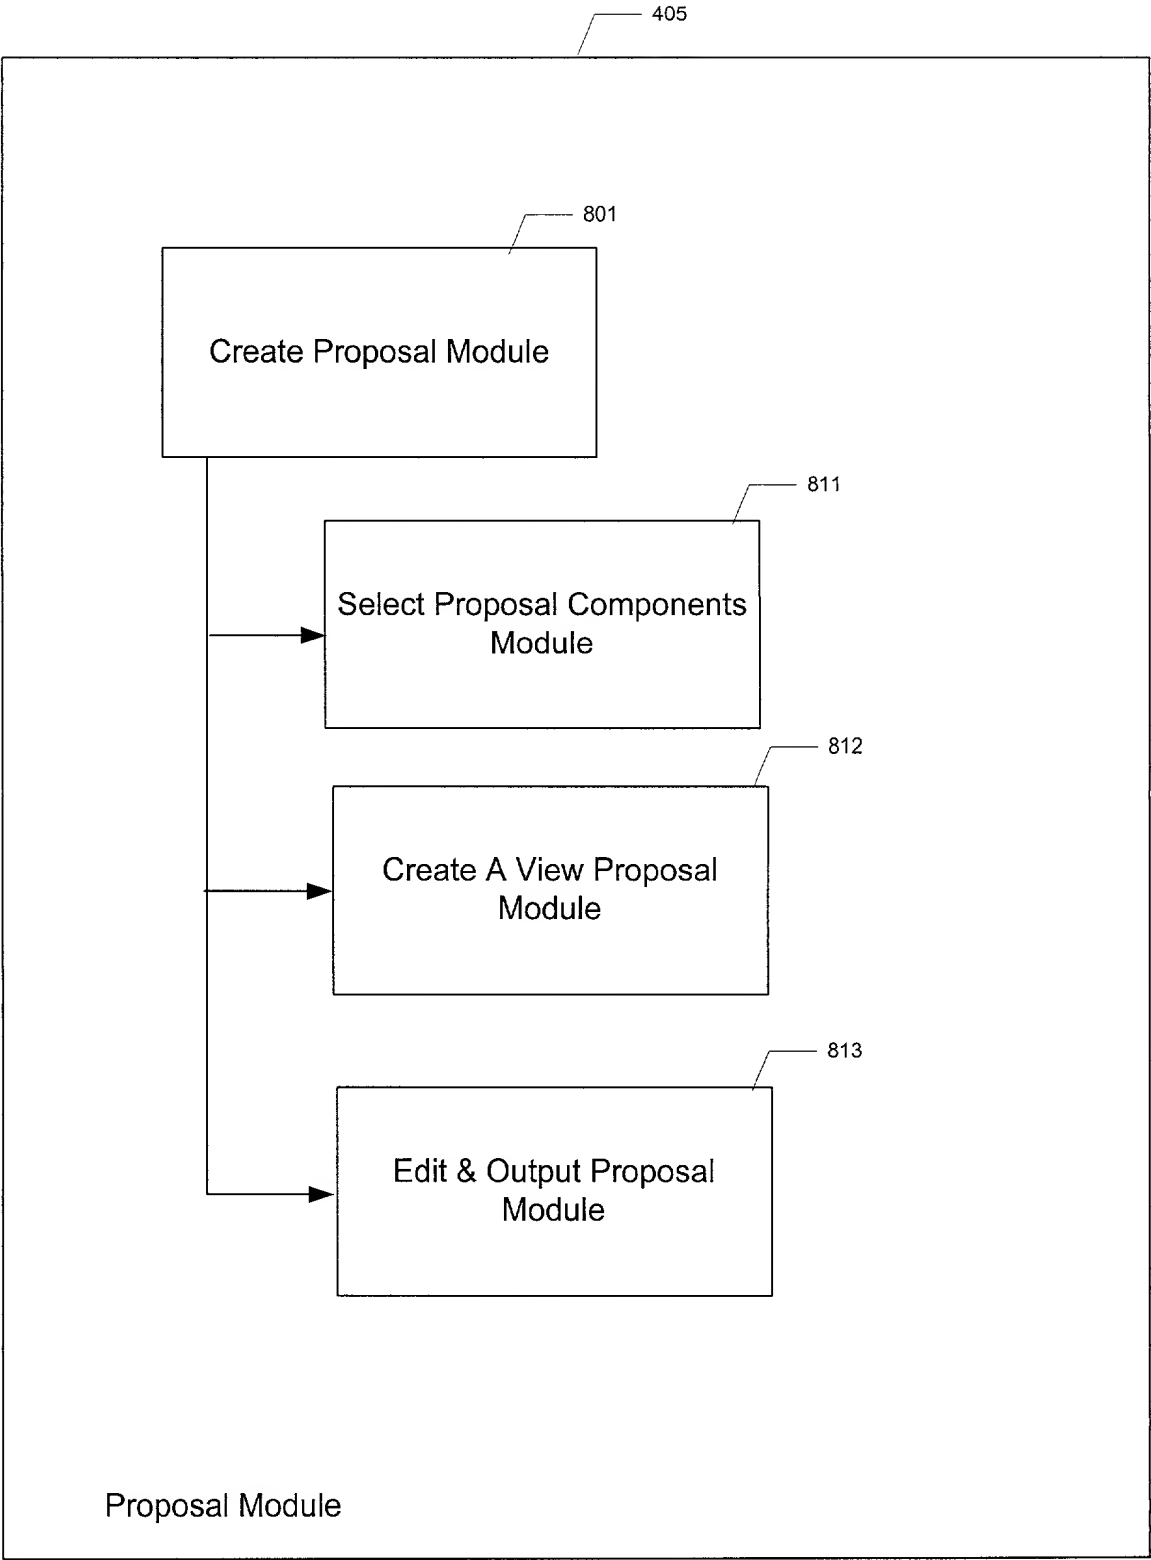 405
801
Create Proposal Module
811
Select Proposal Components
Module
812
Create A View Proposal
Module
813
Edit & Output Proposal
Module
Proposal Module